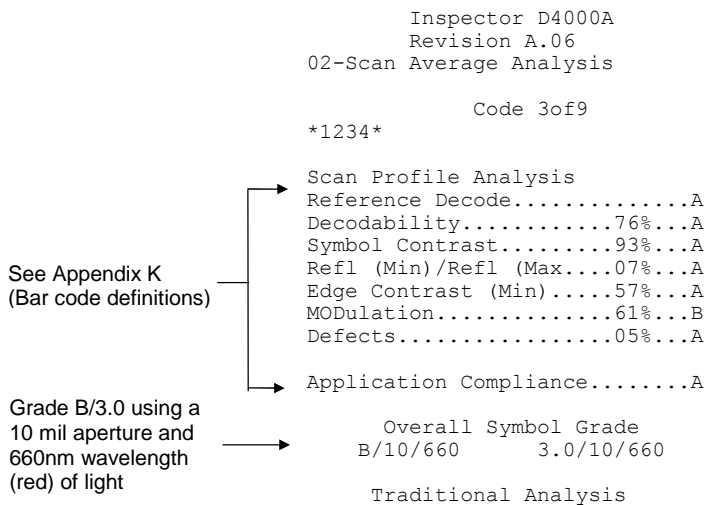 Inspector D4000A
Revision A.06
02-Scan Average Analysis
Code 3of9
*1234*
Scan Profile Analysis
Reference Decode..............A
Decodability............76%...A
Symbol Contrast.........93%...A
Refl (Min)/Refl (Max....07%...A
Edge Contrast (Min).....57%...A
MODulation..............61%...B
Defects.................05%...A
See Appendix K
(Bar code definitions)
Application Compliance........A
Grade B/3.0 using a
10 mil aperture and
660nm wavelength
(red) of light
Overall Symbol Grade
B/10/660 3.0/10/660
Traditional Analysis